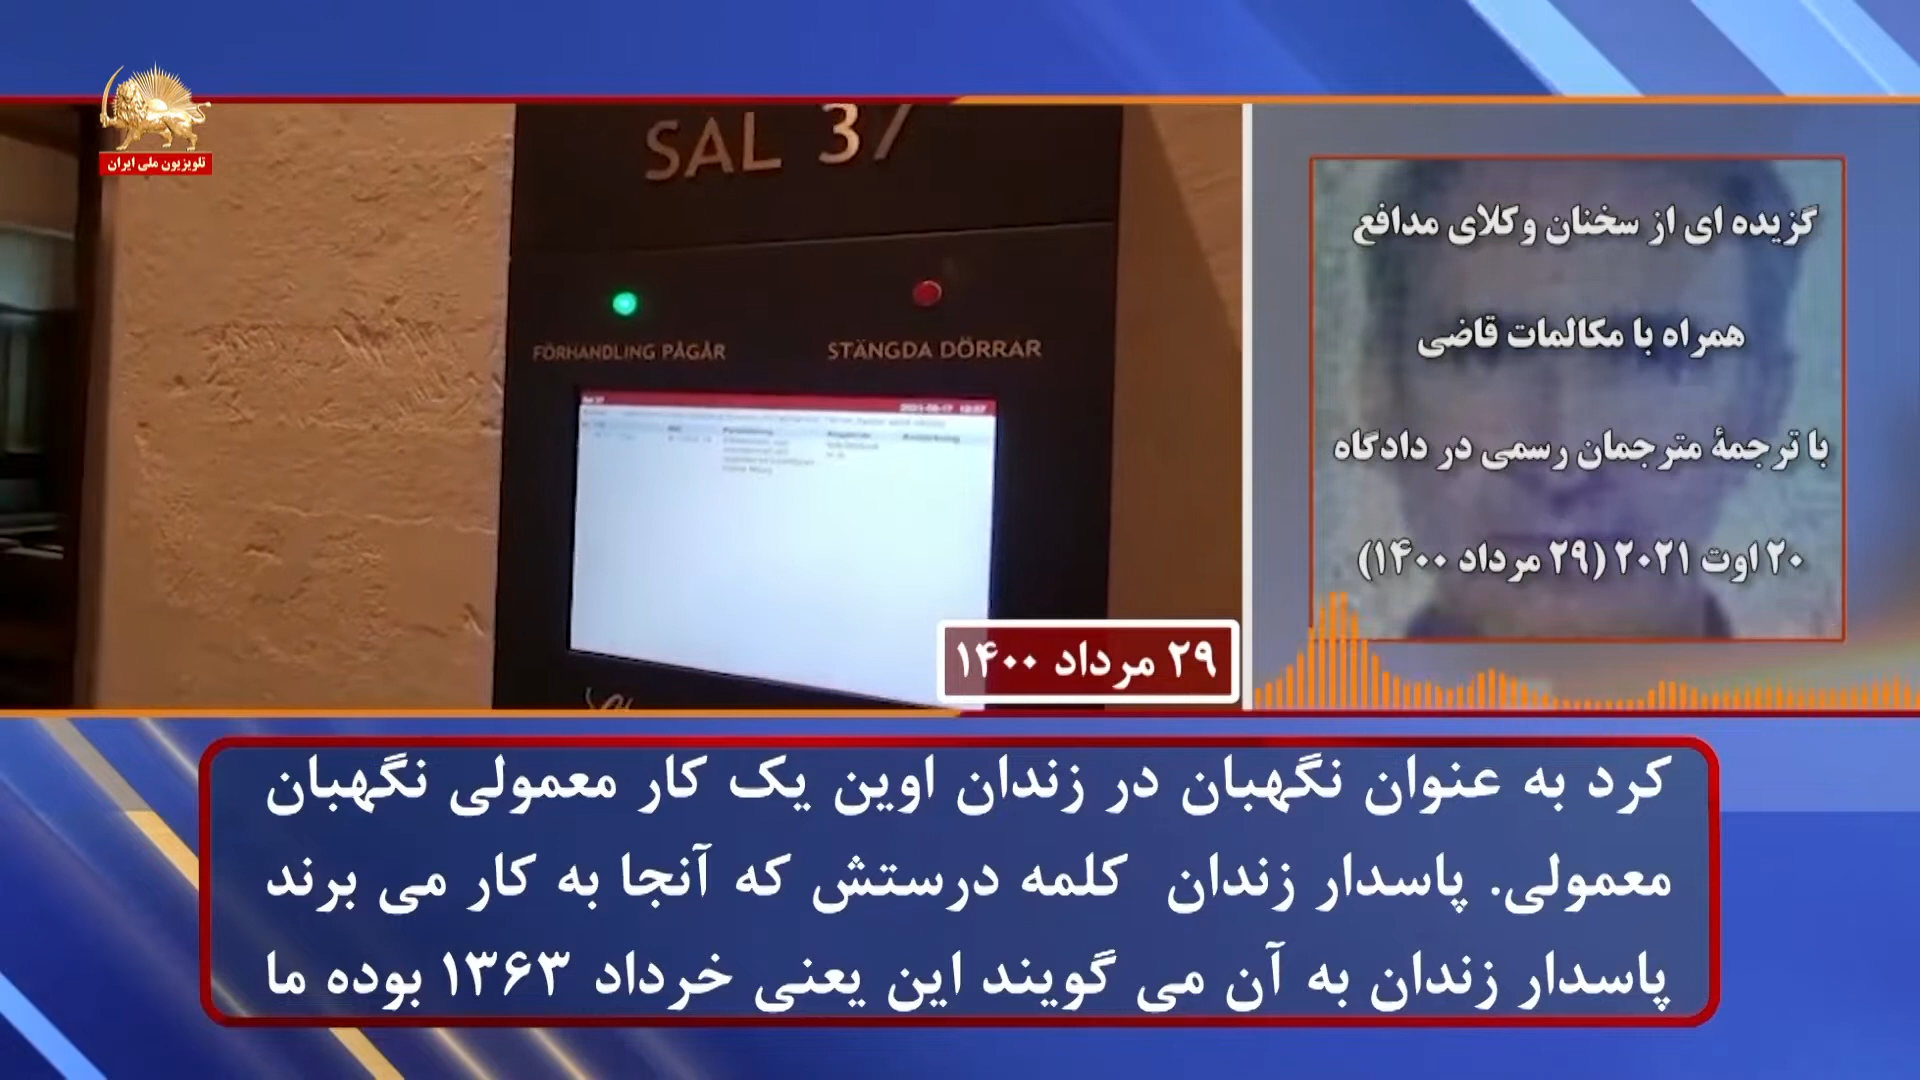 تلویزیون ملی ایران
SAL 37
FÖRHANDLING PÅGÅR
STÄNGDA DÖRRAR
گزیده ای از سخنان وکلای مدافع
همراه با مکالمات قاضی
با ترجمهٔ مترجمان رسمی در دادگاه
۲۰ اوت ۲۰۲۱ (۲۹ مرداد ۱۴۰۰)
۲۹ مرداد ۱۴۰۰
کرد به عنوان نگهبان در زندان اوین یک کار معمولی نگهبان
معمولی. پاسدار زندان کلمه درستش که آنجا به کار می برند
پاسدار زندان به آن می گویند این یعنی خرداد ۱۳۶۳ بوده ما